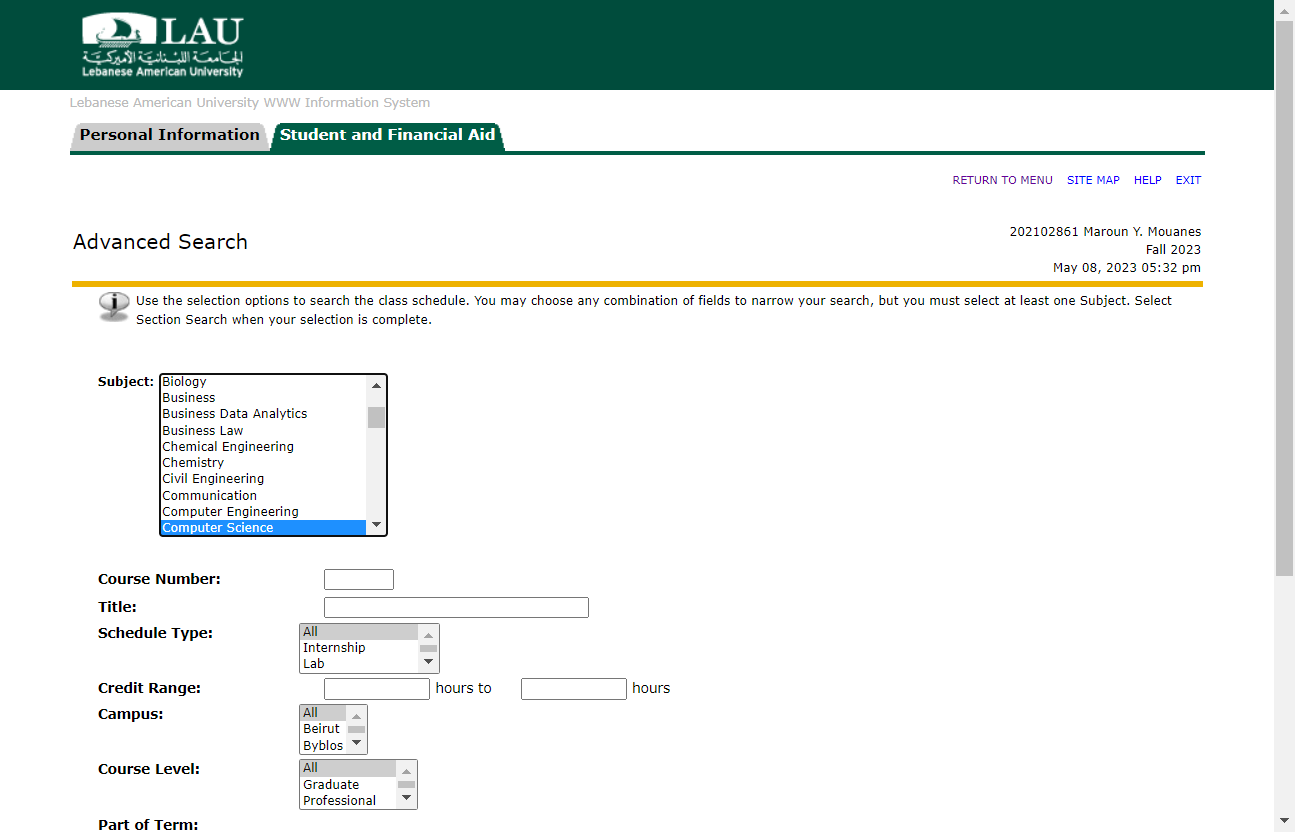 LAU
الجامعة اللبنانية الأميركية
Lebanese American University
Lebanese American University WWW Information System
Personal Information
Student and Financial Aid
RETURN TO MENU SITE MAP HELP EXIT
Advanced Search
202102861 Maroun Y. Mouanes
Fall 2023
May 08, 2023 05:32 pm
Use the selection options to search the class schedule. You may choose any combination of fields to narrow your search, but you must select at least one Subject. Select
Section Search when your selection is complete.
Subject:
Biology
Business
Business Data Analytics
Business Law
Chemical Engineering
Chemistry
Civil Engineering
Communication
Computer Engineering
Computer Science
Course Number:
Title:
Schedule Type:
All
Internship
Lab
Credit Range:
hours to
hours
Campus:
All
Beirut
Byblos
Course Level:
All
Graduate
Professional
Part of Term: